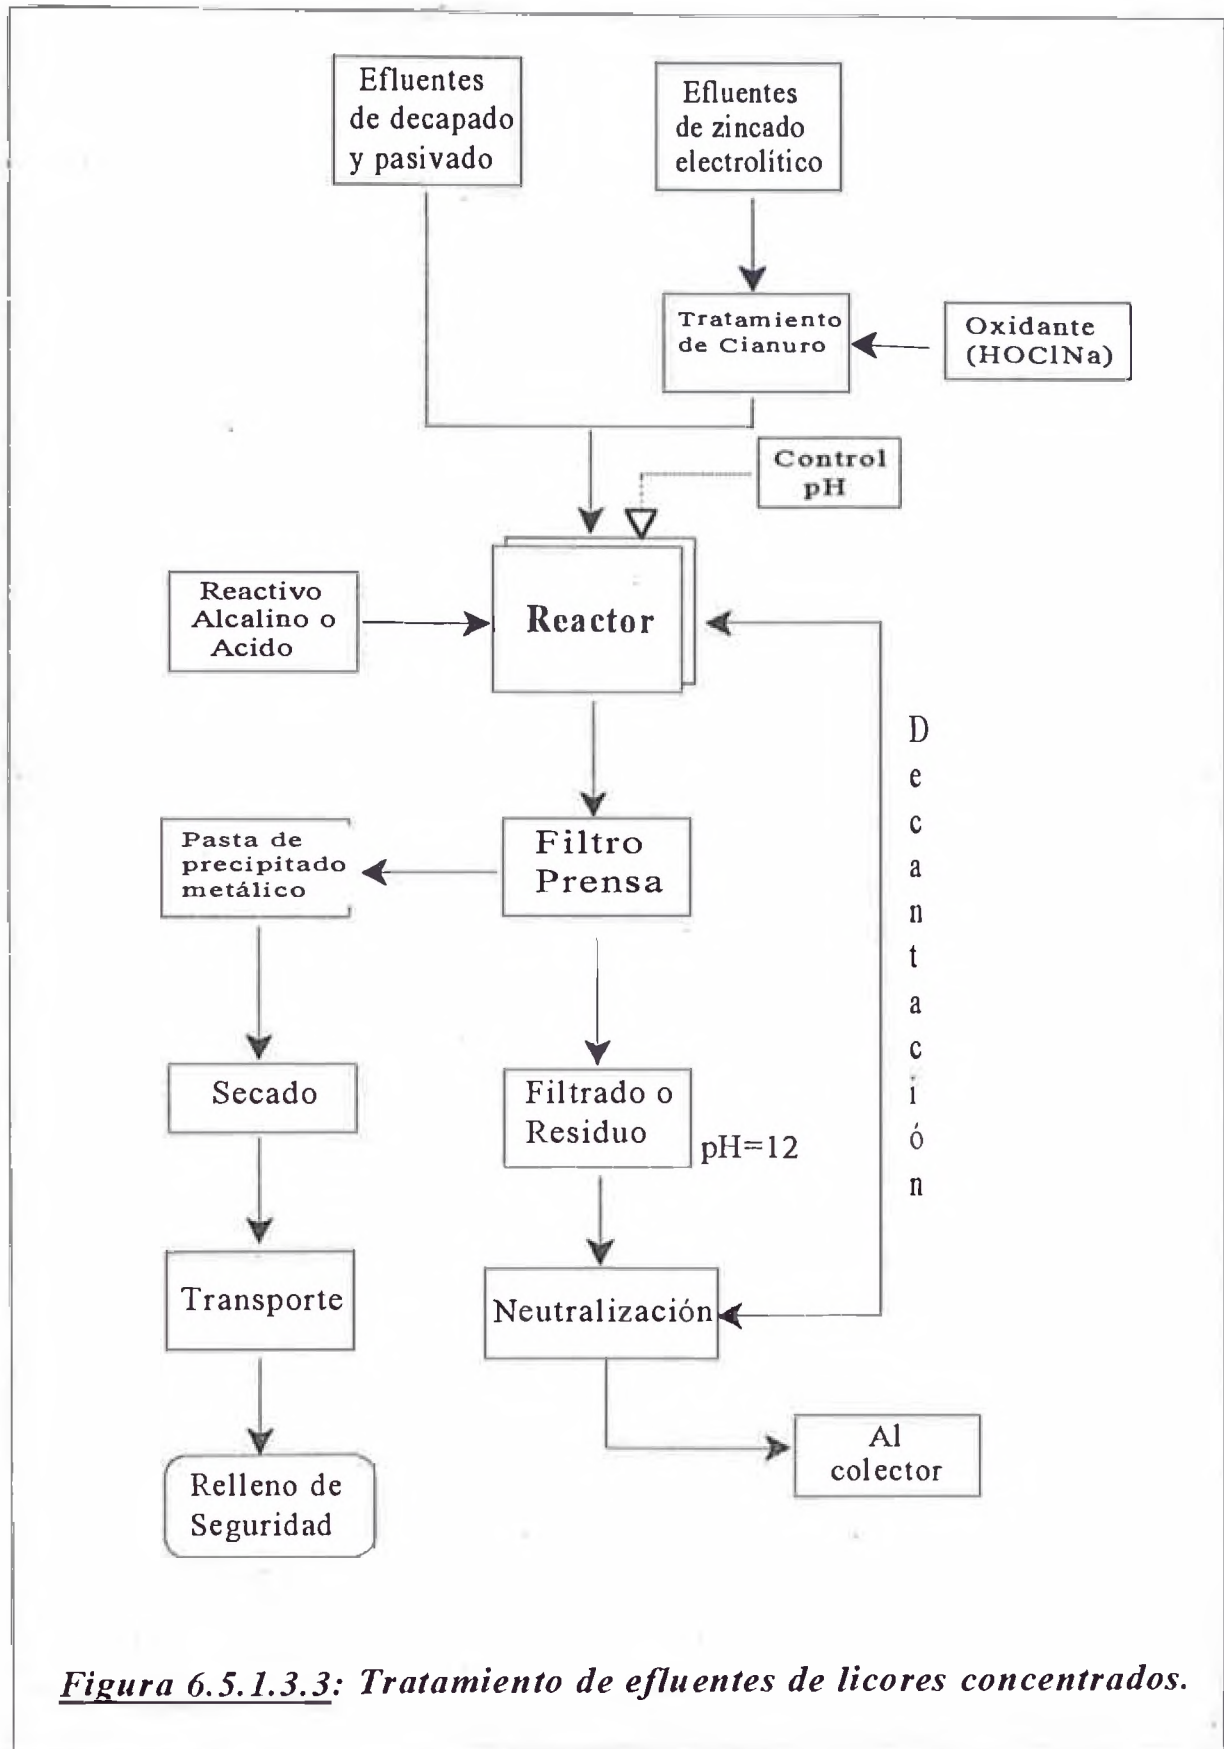 Efluentes
de decapado
y pasivado
Efluentes
de zincado
electrolítico
Tratamiento
de Cianuro
Oxidante
(HOClNa)
Control
pH
Reactivo
Alcalino o
Acido
Reactor
Decantación
Pasta de
precipitado
metálico
Filtro
Prensa
Secado
Filtrado o
Residuo
pH=12
Transporte
Neutralización
Al
colector
Relleno de
Seguridad
Figura 6.5.1.3.3: Tratamiento de efluentes de licores concentrados.